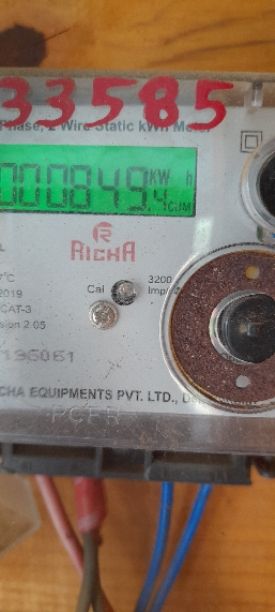 33585
Phase, 2 Wire Static kWh Meter
000849.4 KW h
CUM
RICHA
°C
Cal
3200
2019
Imp
CAT-3
sion 2.05
196061
CHA EQUIPMENTS PVT. LTD.,